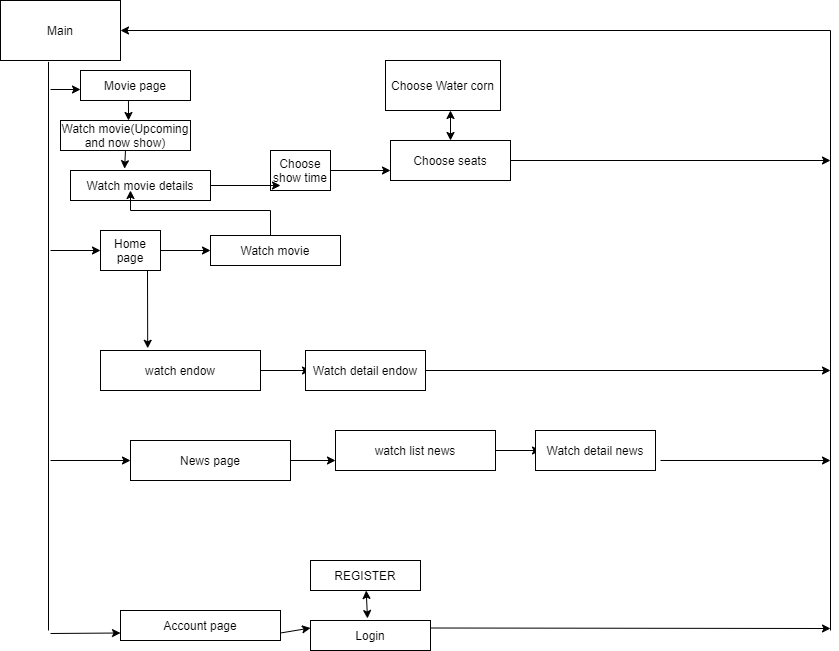 Main
Movie page
Choose Water corn
Watch movie(Upcoming
and now show)
Choose
show time
Choose seats
Watch movie details
Home
page
Watch movie
watch endow
Watch detail endow
News page
watch list news
Watch detail news
REGISTER
Account page
Login